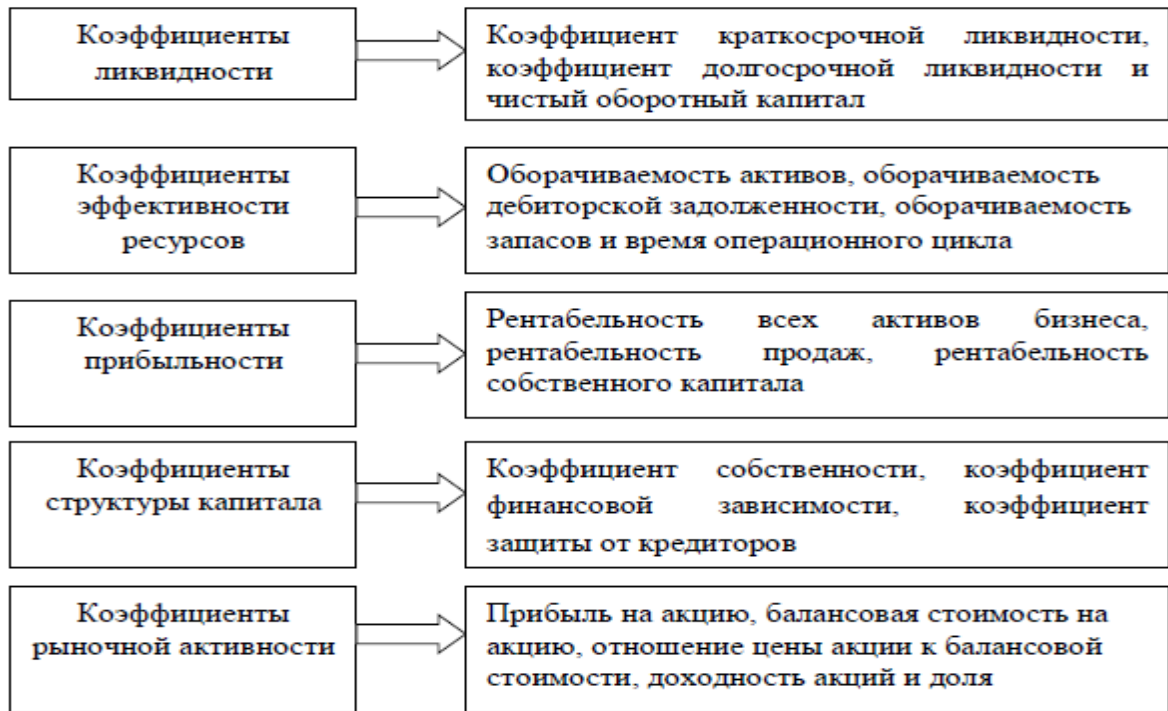 Коэффициенты
ликвидности
Коэффициент краткосрочной ликвидности,
коэффициент долгосрочной ликвидности и
чистый оборотный капитал
Коэффициенты
эффективности
ресурсов
Оборачиваемость активов, оборачиваемость
дебиторской задолженности, оборачиваемость
запасов и время операционного цикла
Коэффициенты
прибыльности
Рентабельность всех активов бизнеса,
рентабельность продаж, рентабельность
собственного капитала
Коэффициенты
структуры капитала
Коэффициент собственности, коэффициент
финансовой зависимости, коэффициент
защиты от кредиторов
Коэффициенты
рыночной активности
Прибыль на акцию, балансовая стоимость на
акцию, отношение цены акции к балансовой
стоимости, доходность акций и доля